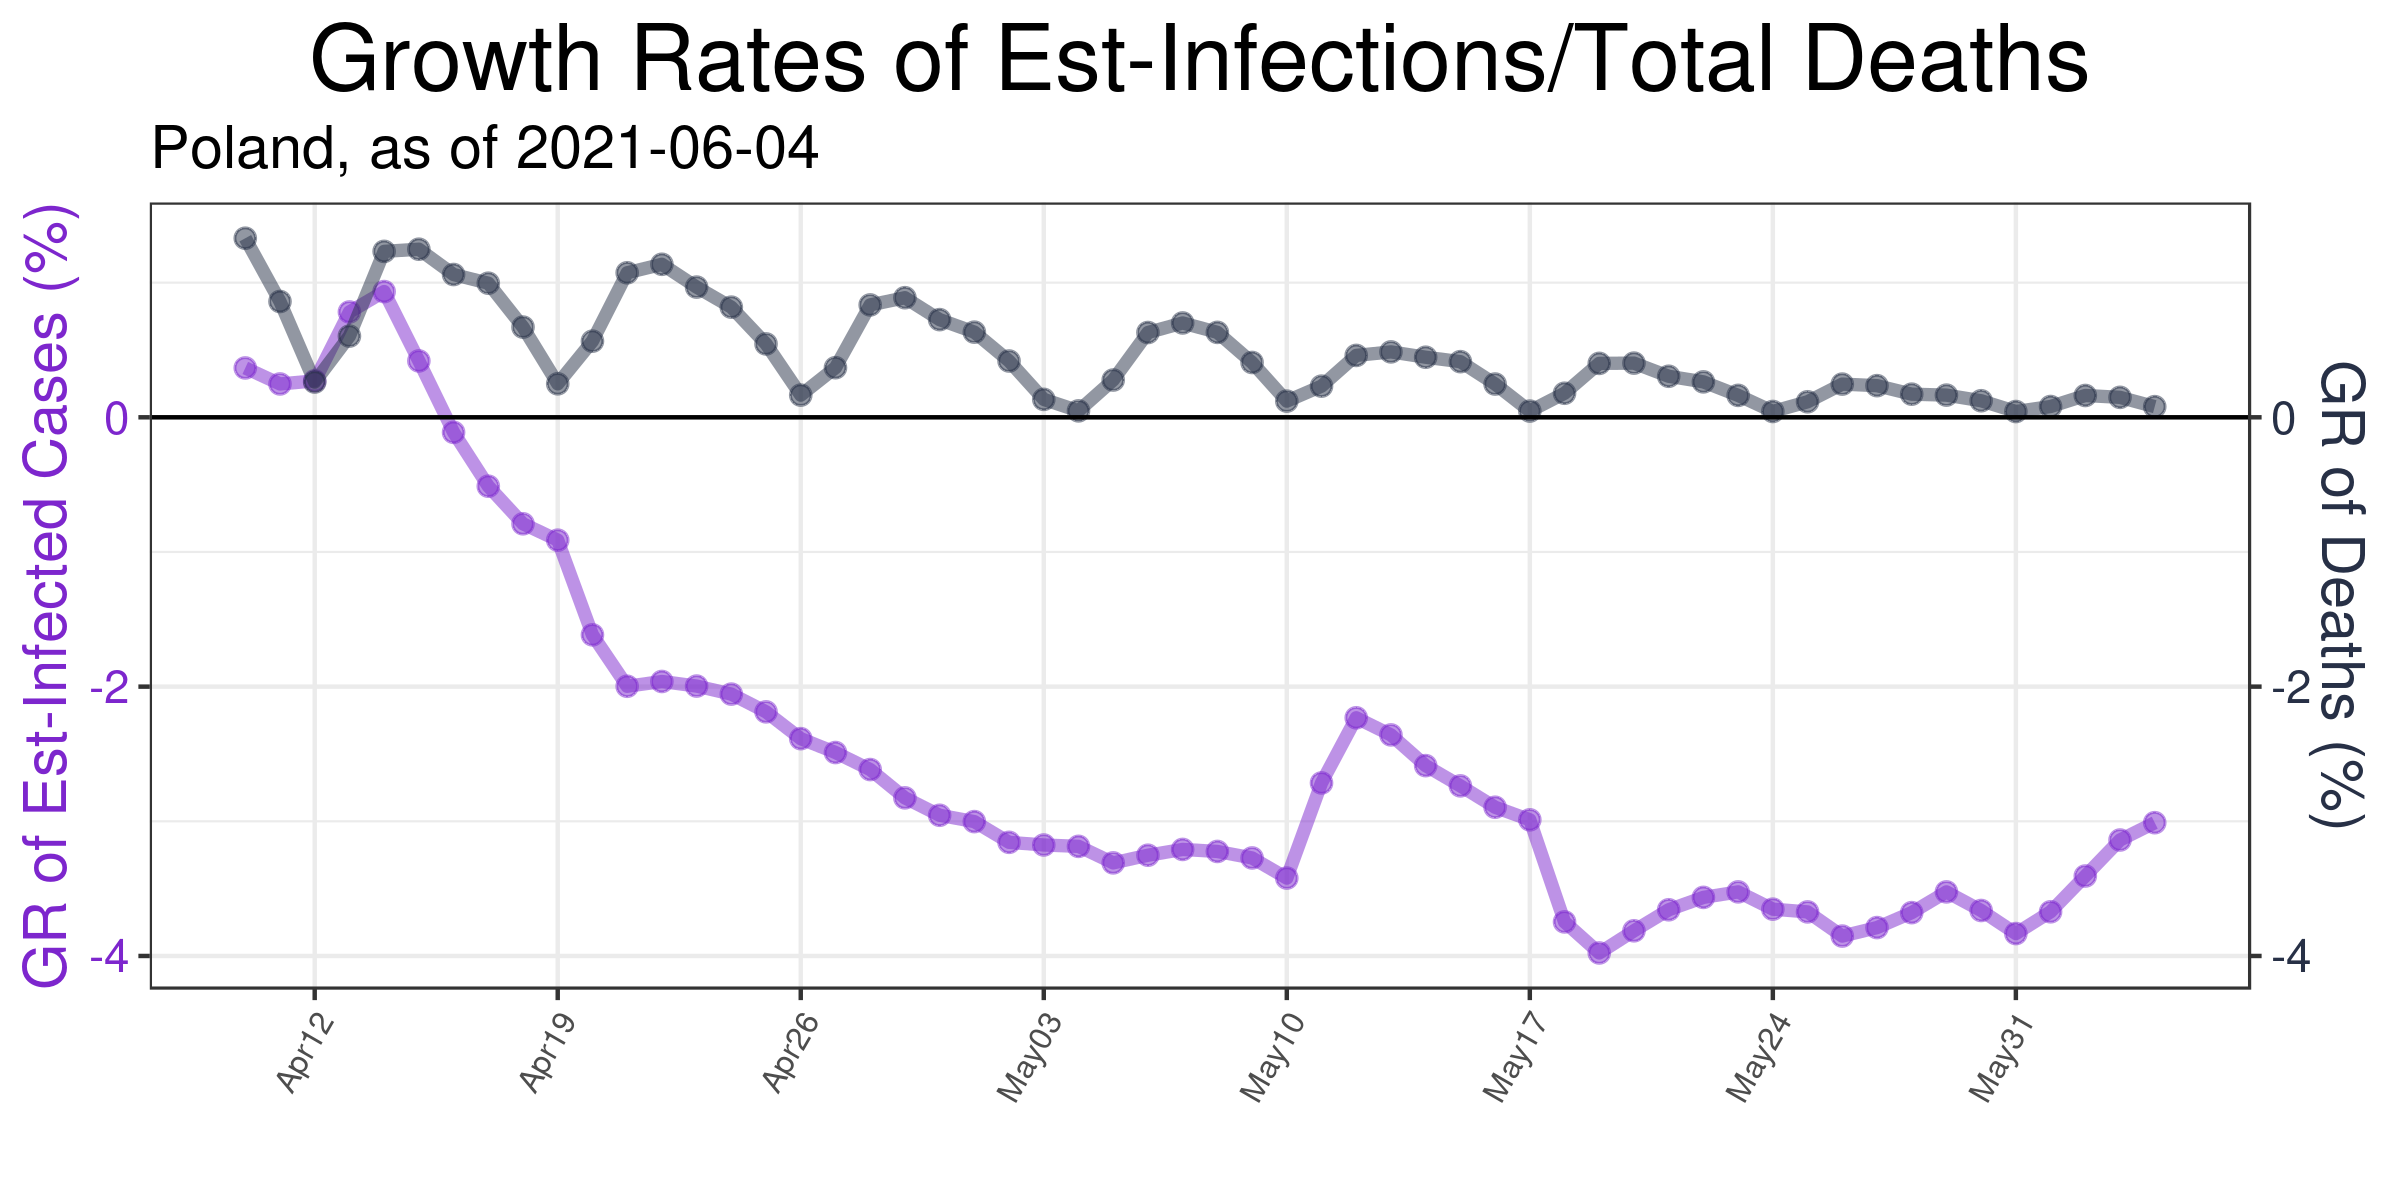 Growth Rates of Est-Infections/Total Deaths
Poland, as of 2021-06-04
GR of Est-Infected Cases (%)
0
-2
-4
0
-2
-4
GR of Deaths (%)
Apr12
Apr19
Apr26
May03
May10
May17
May24
May31